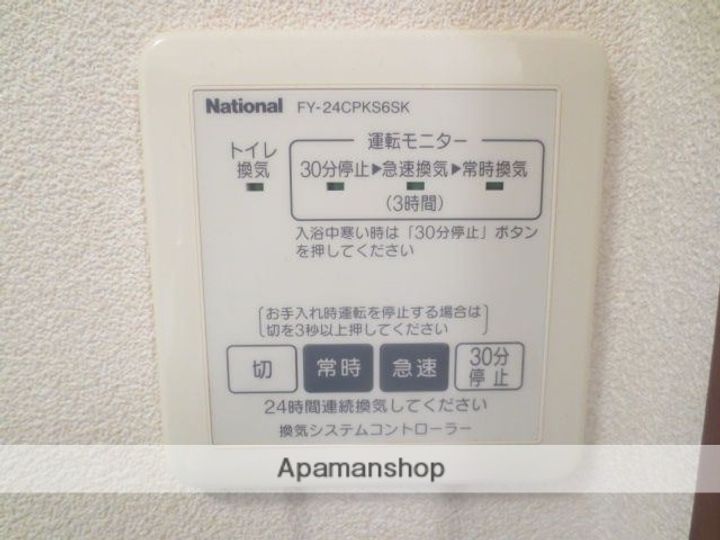 National FY-24CPKS6SK
運転モニター
トイレ
換気
30分停止▶急速換気▶常時換気
(3時間)
入浴中寒い時は「30分停止」ボタン
を押してください
お手入れ時運転を停止する場合は
切を3秒以上押してください
切 常時 急速 30分
停止
24時間連続換気してください
換気システムコントローラー
Apamanshop